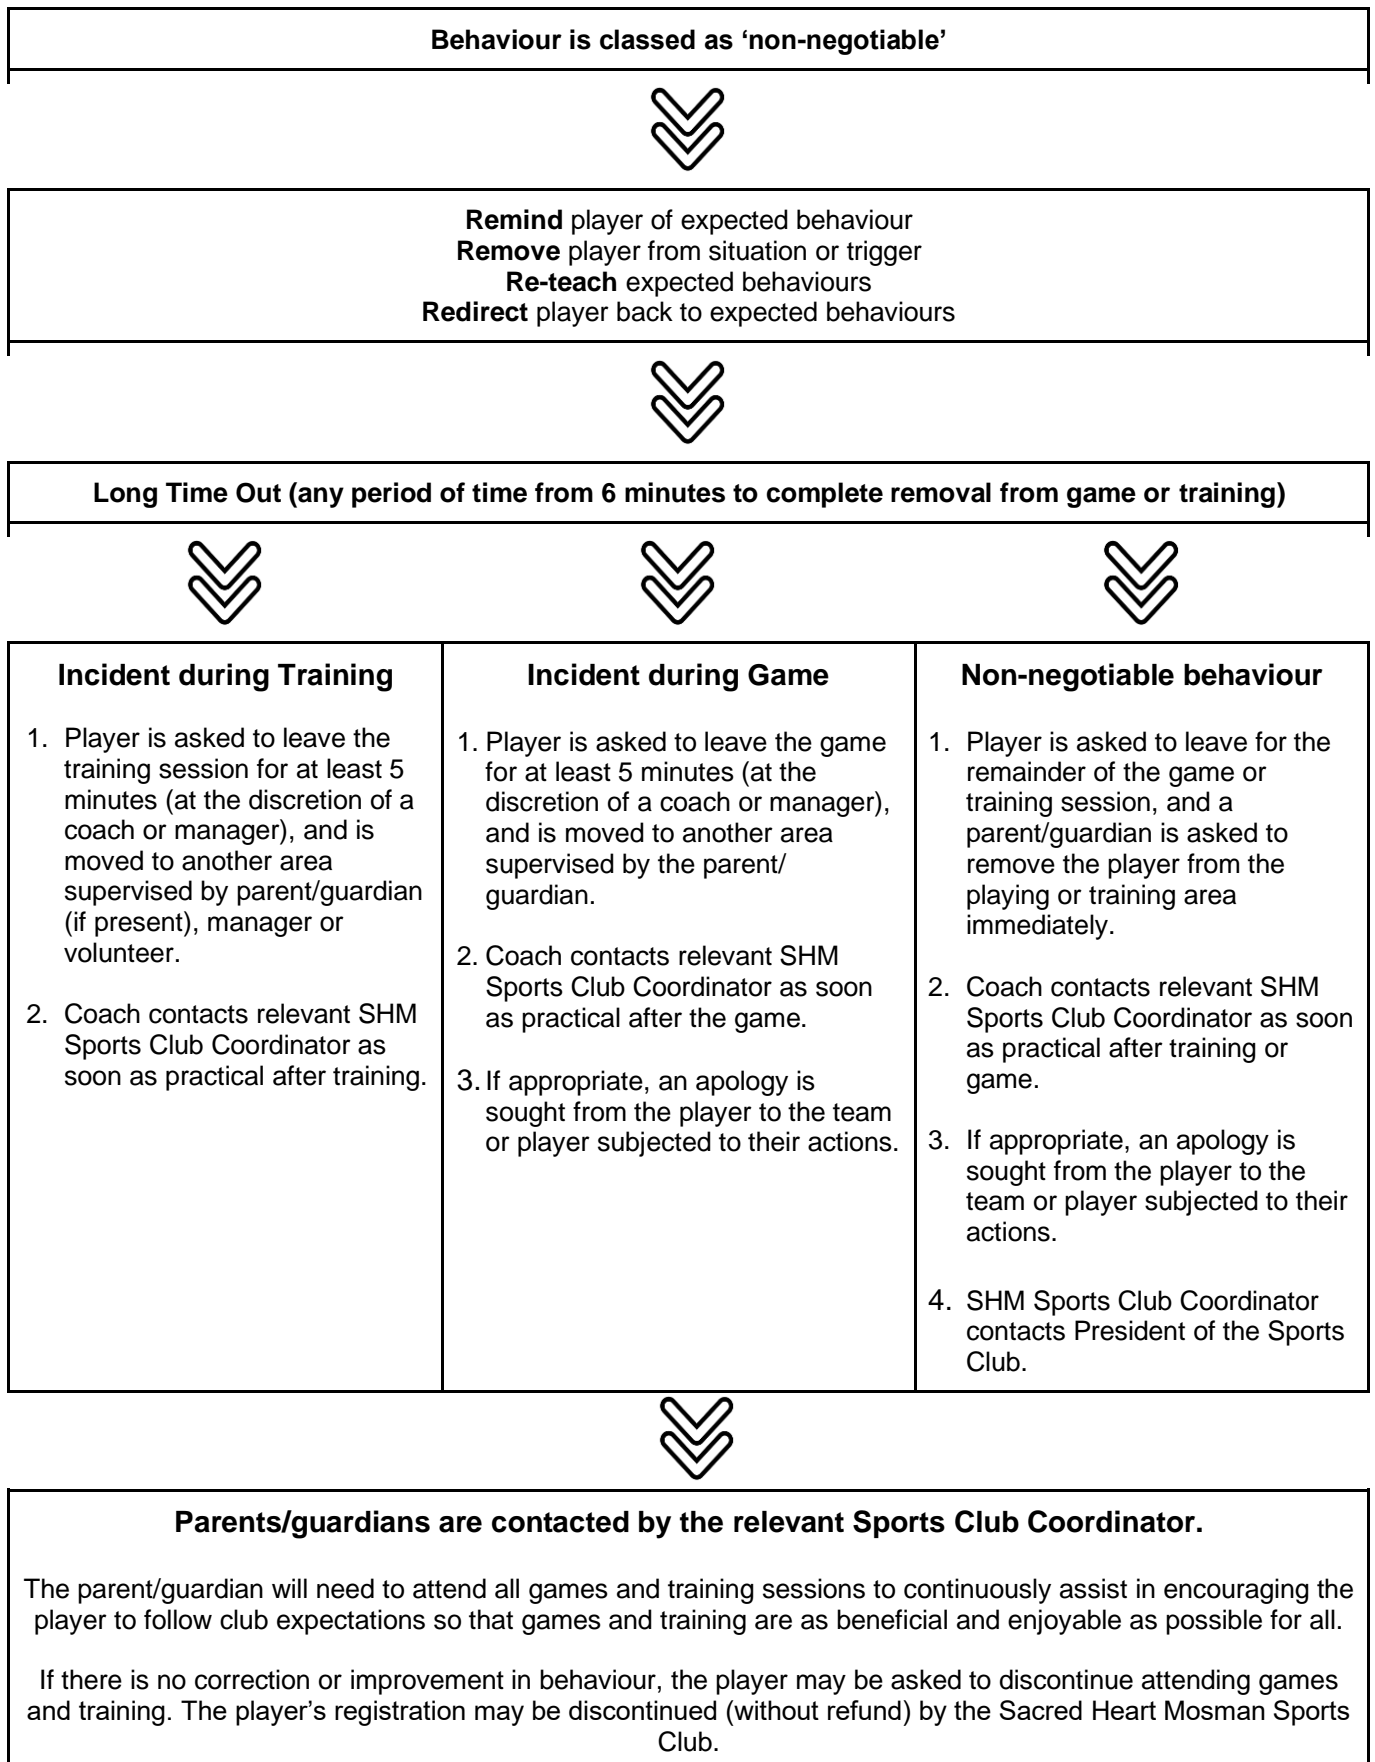 Behaviour is classed as ‘non-negotiable’
Remind player of expected behaviour
Remove player from situation or trigger
Re-teach expected behaviours
Redirect player back to expected behaviours
Long Time Out (any period of time from 6 minutes to complete removal from game or training)
Incident during Training
1. Player is asked to leave the
training session for at least 5
minutes (at the discretion of a
coach or manager), and is
moved to another area
supervised by parent/guardian
(if present), manager or
volunteer.
2. Coach contacts relevant SHM
Sports Club Coordinator as
soon as practical after training.
Incident during Game
1. Player is asked to leave the game
for at least 5 minutes (at the
discretion of a coach or manager),
and is moved to another area
supervised by the parent/
guardian.
2. Coach contacts relevant SHM
Sports Club Coordinator as soon
as practical after the game.
3. If appropriate, an apology is
sought from the player to the team
or player subjected to their actions.
Non-negotiable behaviour
1. Player is asked to leave for the
remainder of the game or
training session, and a
parent/guardian is asked to
remove the player from the
playing or training area
immediately.
2. Coach contacts relevant SHM
Sports Club Coordinator as soon
as practical after training or
game.
3. If appropriate, an apology is
sought from the player to the
team or player subjected to their
actions.
4. SHM Sports Club Coordinator
contacts President of the Sports
Club.
Parents/guardians are contacted by the relevant Sports Club Coordinator.
The parent/guardian will need to attend all games and training sessions to continuously assist in encouraging the
player to follow club expectations so that games and training are as beneficial and enjoyable as possible for all.
If there is no correction or improvement in behaviour, the player may be asked to discontinue attending games
and training. The player’s registration may be discontinued (without refund) by the Sacred Heart Mosman Sports
Club.